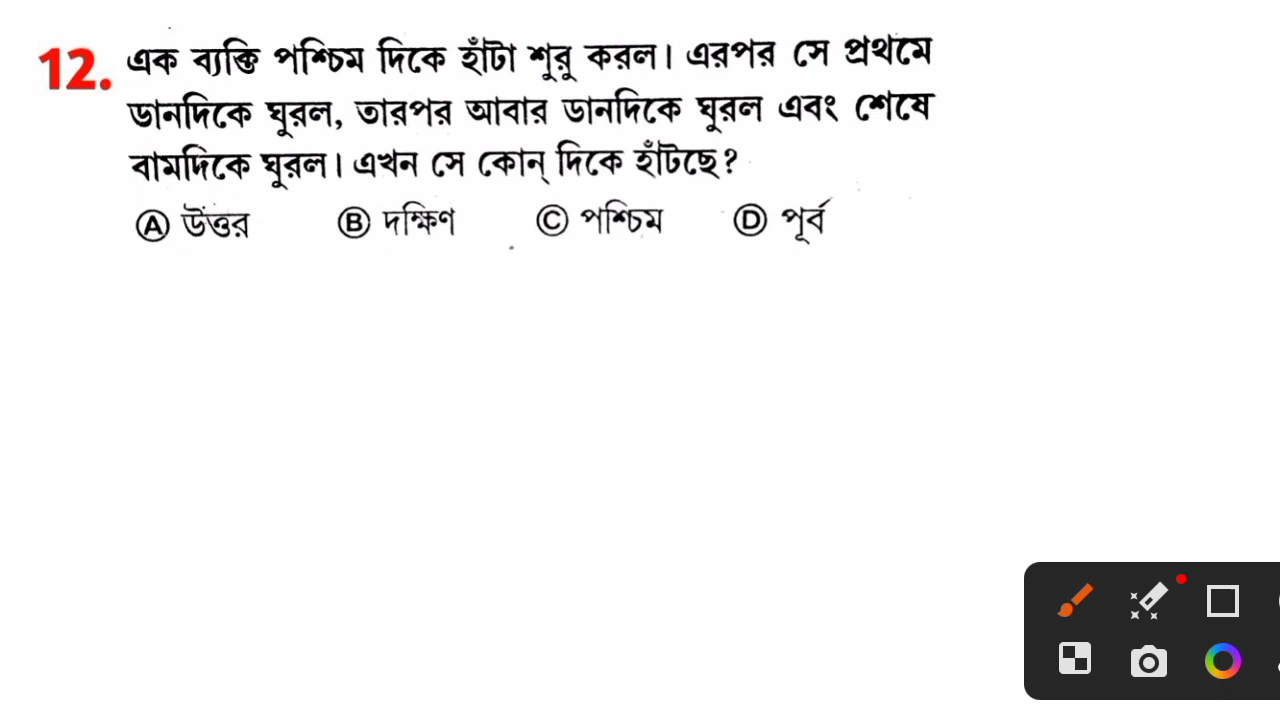 12. এক ব্যক্তি পশ্চিম দিকে হাঁটা শুরু করল। এরপর সে প্রথমে
ডানদিকে ঘুরল, তারপর আবার ডানদিকে ঘুরল এবং শেষে
বামদিকে ঘুরল। এখন সে কোন্ দিকে হাঁটছে?
Ⓐ উত্তর Ⓑ দক্ষিণ Ⓒ পশ্চিম Ⓓ পূর্ব